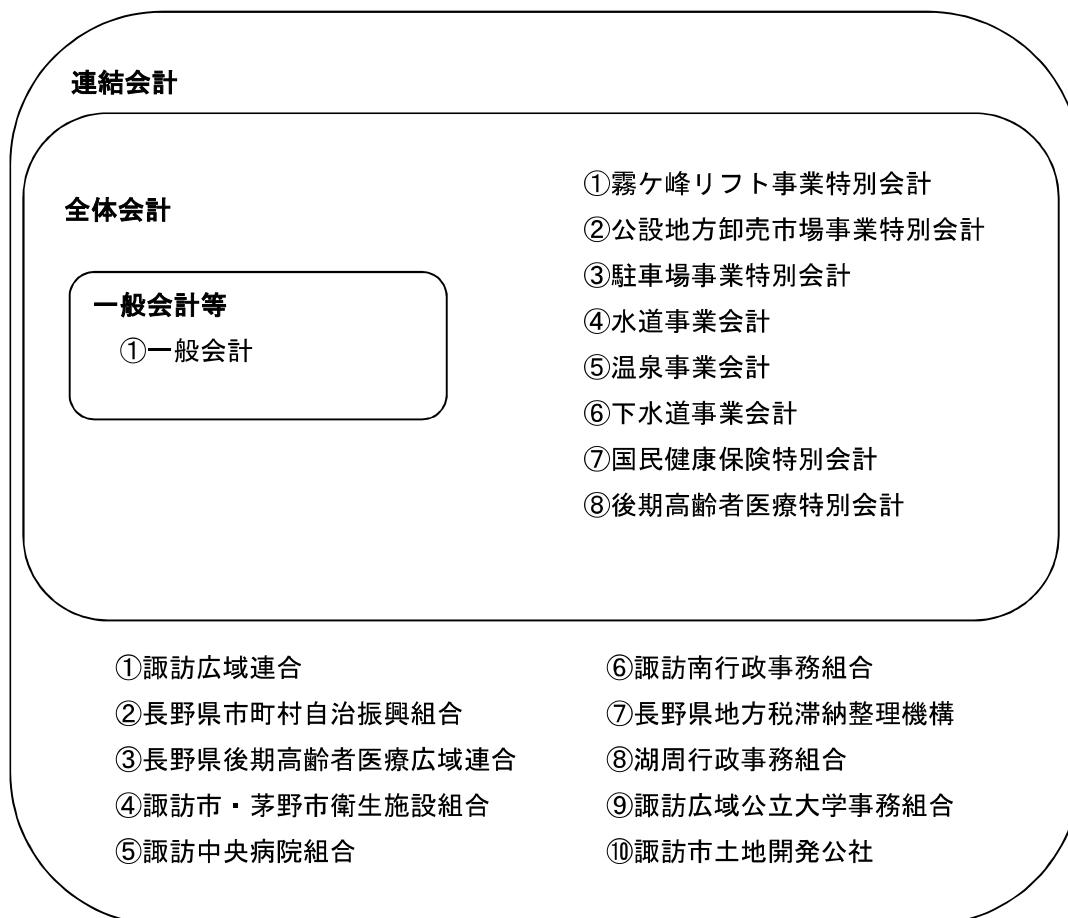 連結会計
全体会計
一般会計等
①一般会計
①霧ケ峰リフト事業特別会計
②公設地方卸売市場事業特別会計
③駐車場事業特別会計
④水道事業会計
⑤温泉事業会計
⑥下水道事業会計
⑦国民健康保険特別会計
⑧後期高齢者医療特別会計
①諏訪広域連合
②長野県市町村自治振興組合
③長野県後期高齢者医療広域連合
④諏訪市・茅野市衛生施設組合
⑤諏訪中央病院組合
⑥諏訪南行政事務組合
⑦長野県地方税滞納整理機構
⑧湖周行政事務組合
⑨諏訪広域公立大学事務組合
⑩諏訪市土地開発公社